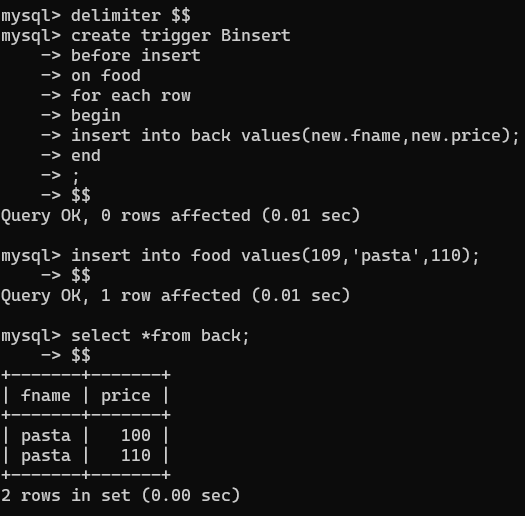 mysql> delimiter $$
mysql> create trigger Binsert
    -> before insert
    -> on food
    -> for each row
    -> begin
    -> insert into back values(new.fname,new.price);
    -> end
    -> ;
    -> $$
Query OK, 0 rows affected (0.01 sec)

mysql> insert into food values(109,'pasta',110);
    -> $$
Query OK, 1 row affected (0.01 sec)

mysql> select *from back;
    -> $$
+-------+-------+
| fname | price |
+-------+-------+
| pasta |   100 |
| pasta |   110 |
+-------+-------+
2 rows in set (0.00 sec)